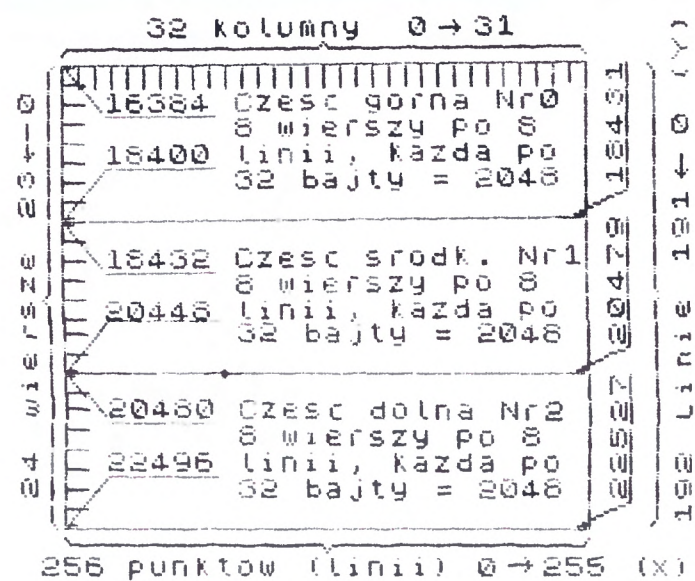 32 kolumny 0→31
24 wiersze 23←0
16384 Czesc gorna Nr0
8 wierszy po 8
18400 linii, kazda po
32 bajty = 2048
18431
18432 Czesc srodk. Nr1
8 wierszy po 8
20448 linii, kazda po
32 bajty = 2048
20479
20480 Czesc dolna Nr2
8 wierszy po 8
22496 linii, kazda po
32 bajty = 2048
22527
192 linie 191←0 (Y)
256 punktow (linii) 0→255 (x)